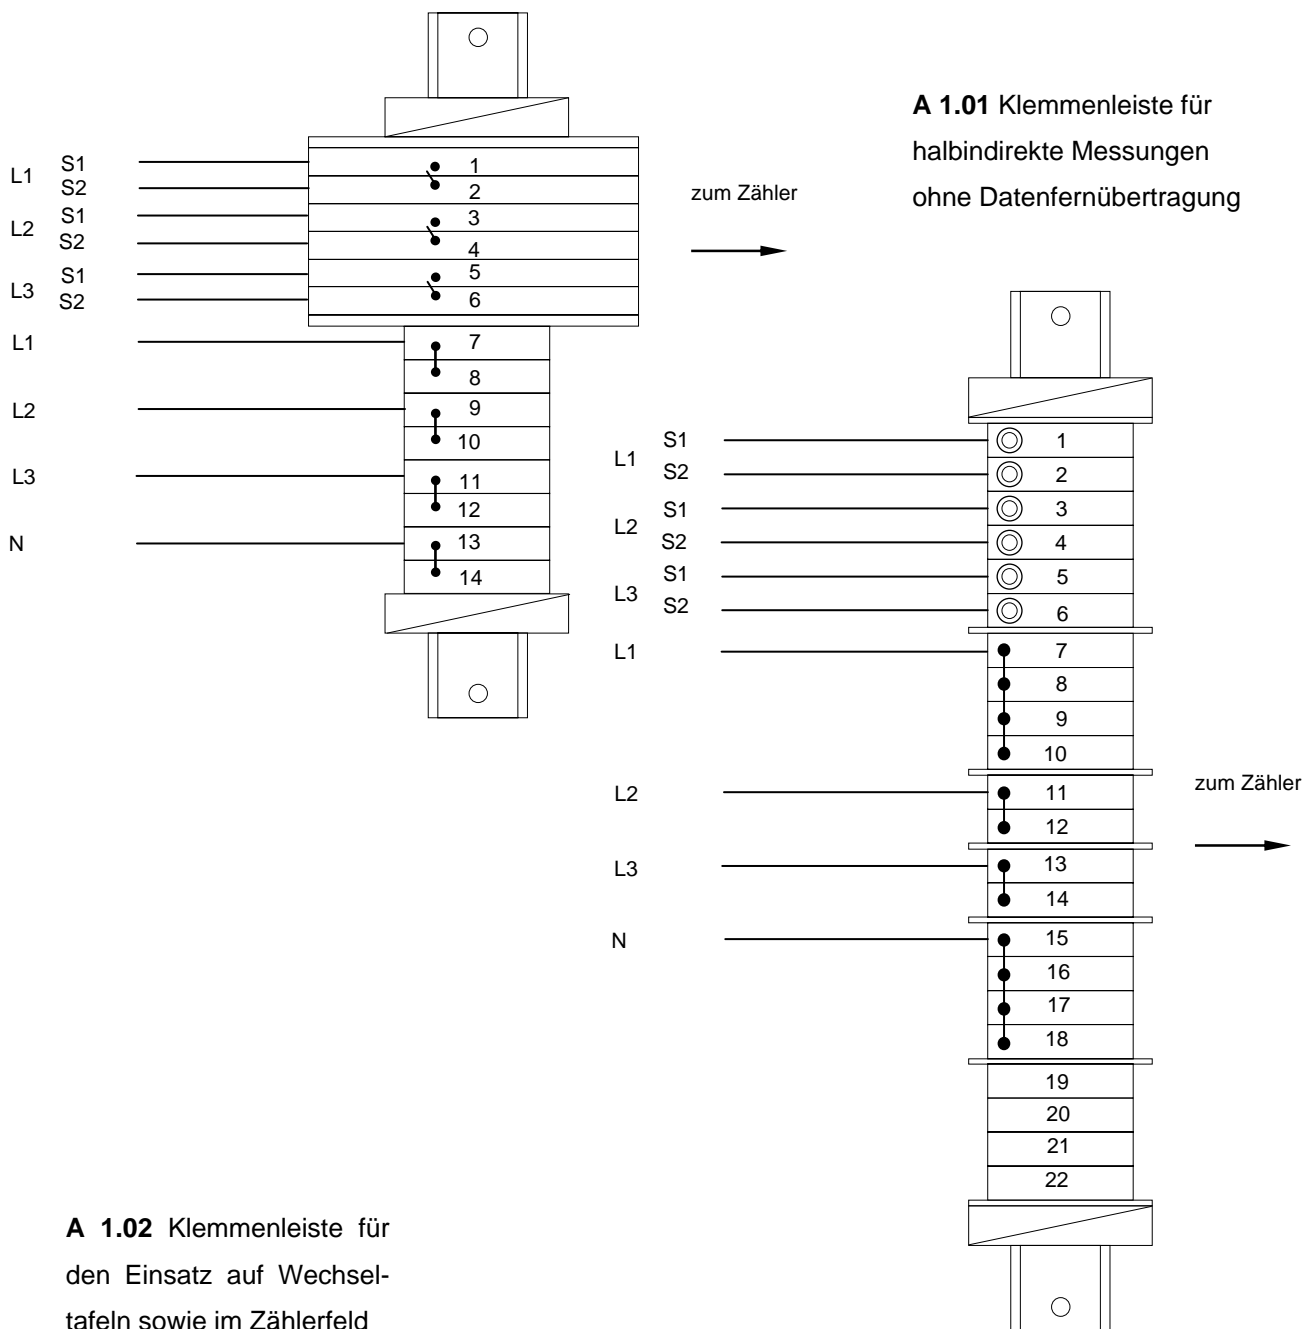 A 1.01 Klemmenleiste für
halbindirekte Messungen
ohne Datenfernübertragung
L1
S1
S2
L2
S1
S2
L3
S1
S2
L1
L2
L3
N
1
2
3
4
5
6
7
8
9
10
11
12
13
14
zum Zähler
L1
S1
S2
L2
S1
S2
L3
S1
S2
L1
L2
L3
N
1
2
3
4
5
6
7
8
9
10
11
12
13
14
15
16
17
18
19
20
21
22
zum Zähler
A 1.02 Klemmenleiste für
den Einsatz auf Wechsel-
tafeln sowie im Zählerfeld